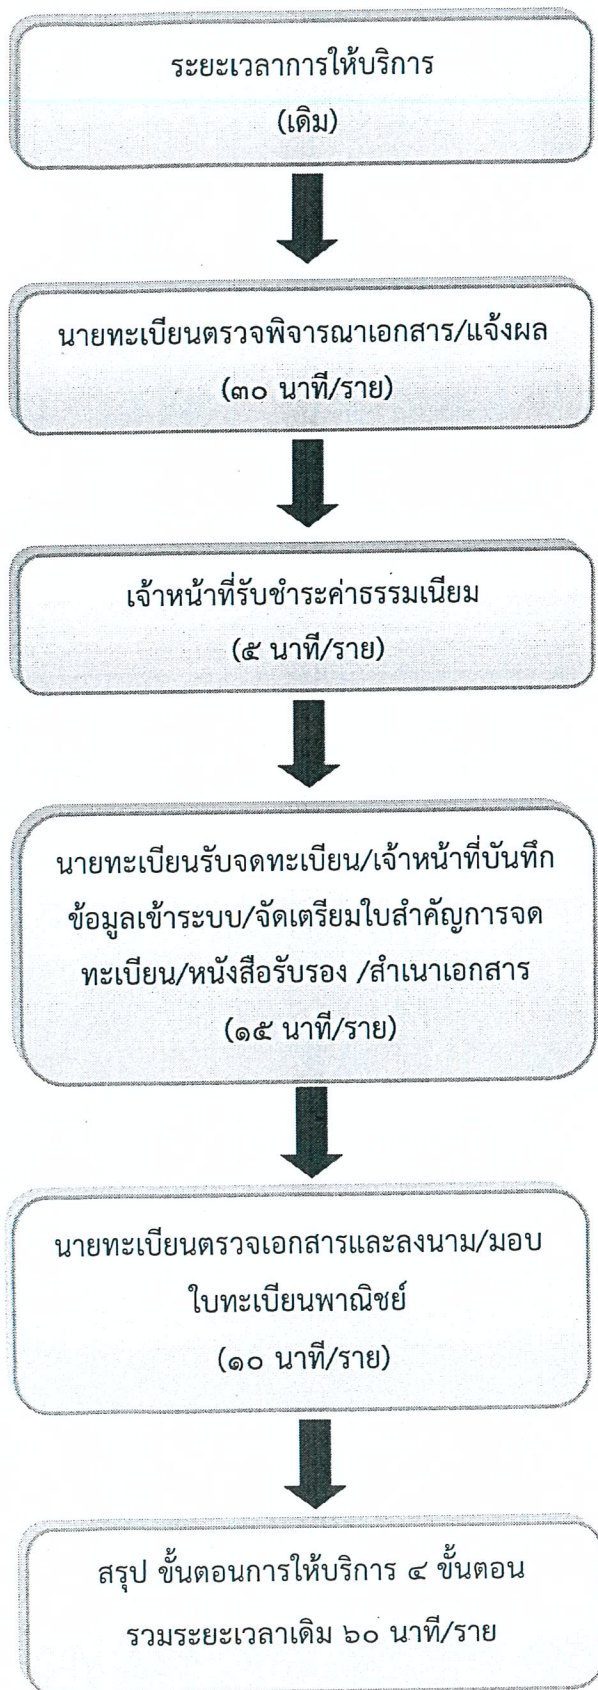 ระยะเวลาการให้บริการ
(เดิม)
นายทะเบียนตรวจพิจารณาเอกสาร/แจ้งผล
(๓๐ นาที/ราย)
เจ้าหน้าที่รับชำระค่าธรรมเนียม
(๕ นาที/ราย)
นายทะเบียนรับจดทะเบียน/เจ้าหน้าที่บันทึก
ข้อมูลเข้าระบบ/จัดเตรียมใบสำคัญการจด
ทะเบียน/หนังสือรับรอง /สำเนาเอกสาร
(๑๕ นาที/ราย)
นายทะเบียนตรวจเอกสารและลงนาม/มอบ
ใบทะเบียนพาณิชย์
(๑๐ นาที/ราย)
สรุป ขั้นตอนการให้บริการ ๔ ขั้นตอน
รวมระยะเวลาเดิม ๖๐ นาที/ราย